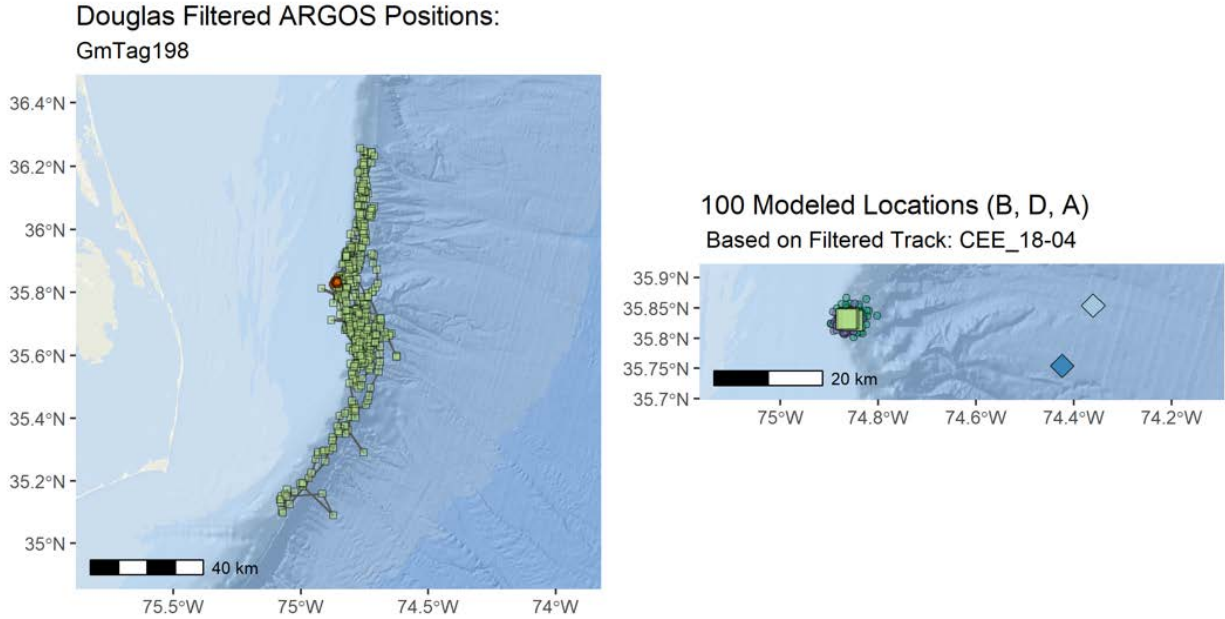 Douglas Filtered ARGOS Positions:
GmTag198
36.4°N
36.2°N
36°N
35.8°N
35.6°N
35.4°N
35.2°N
35°N
40 km
75.5°W
75°W
74.5°W
74°W
100 Modeled Locations (B, D, A)
Based on Filtered Track: CEE_18-04
35.9°N
35.85°N
35.8°N
35.75°N
35.7°N
20 km
75°W
74.8°W
74.6°W
74.4°W
74.2°W